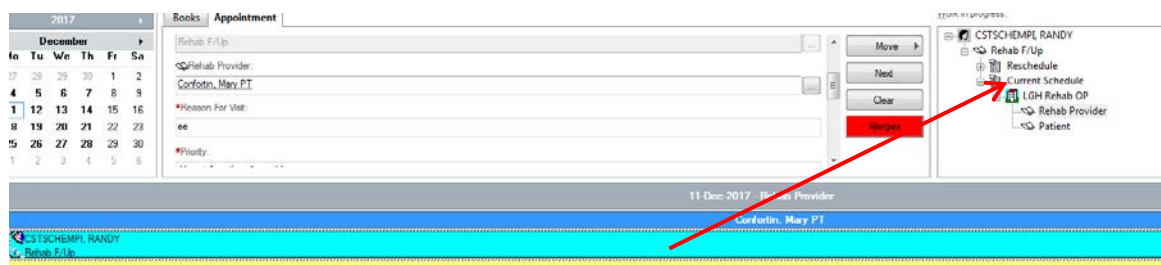 2017
December
Mo Tu We Th Fr Sa
27 28 29 30 1 2
4 5 6 7 8 9
11 12 13 14 15 16
18 19 20 21 22 23
25 26 27 28 29 30
1 2 3 4 5 6
Books Appointment
Rehab F/Up
Rehab Provider:
Confortin, Mary PT
*Reason For Visit:
ee
*Priority:
Move
Next
Clear
Allergies
Work in progress:
CSTSCHEMPI, RANDY
Rehab F/Up
Reschedule
Current Schedule
LGH Rehab OP
Rehab Provider
Patient
11-Dec-2017 - Rehab Provider
Confortin, Mary PT
CSTSCHEMPI, RANDY
Rehab F/Up